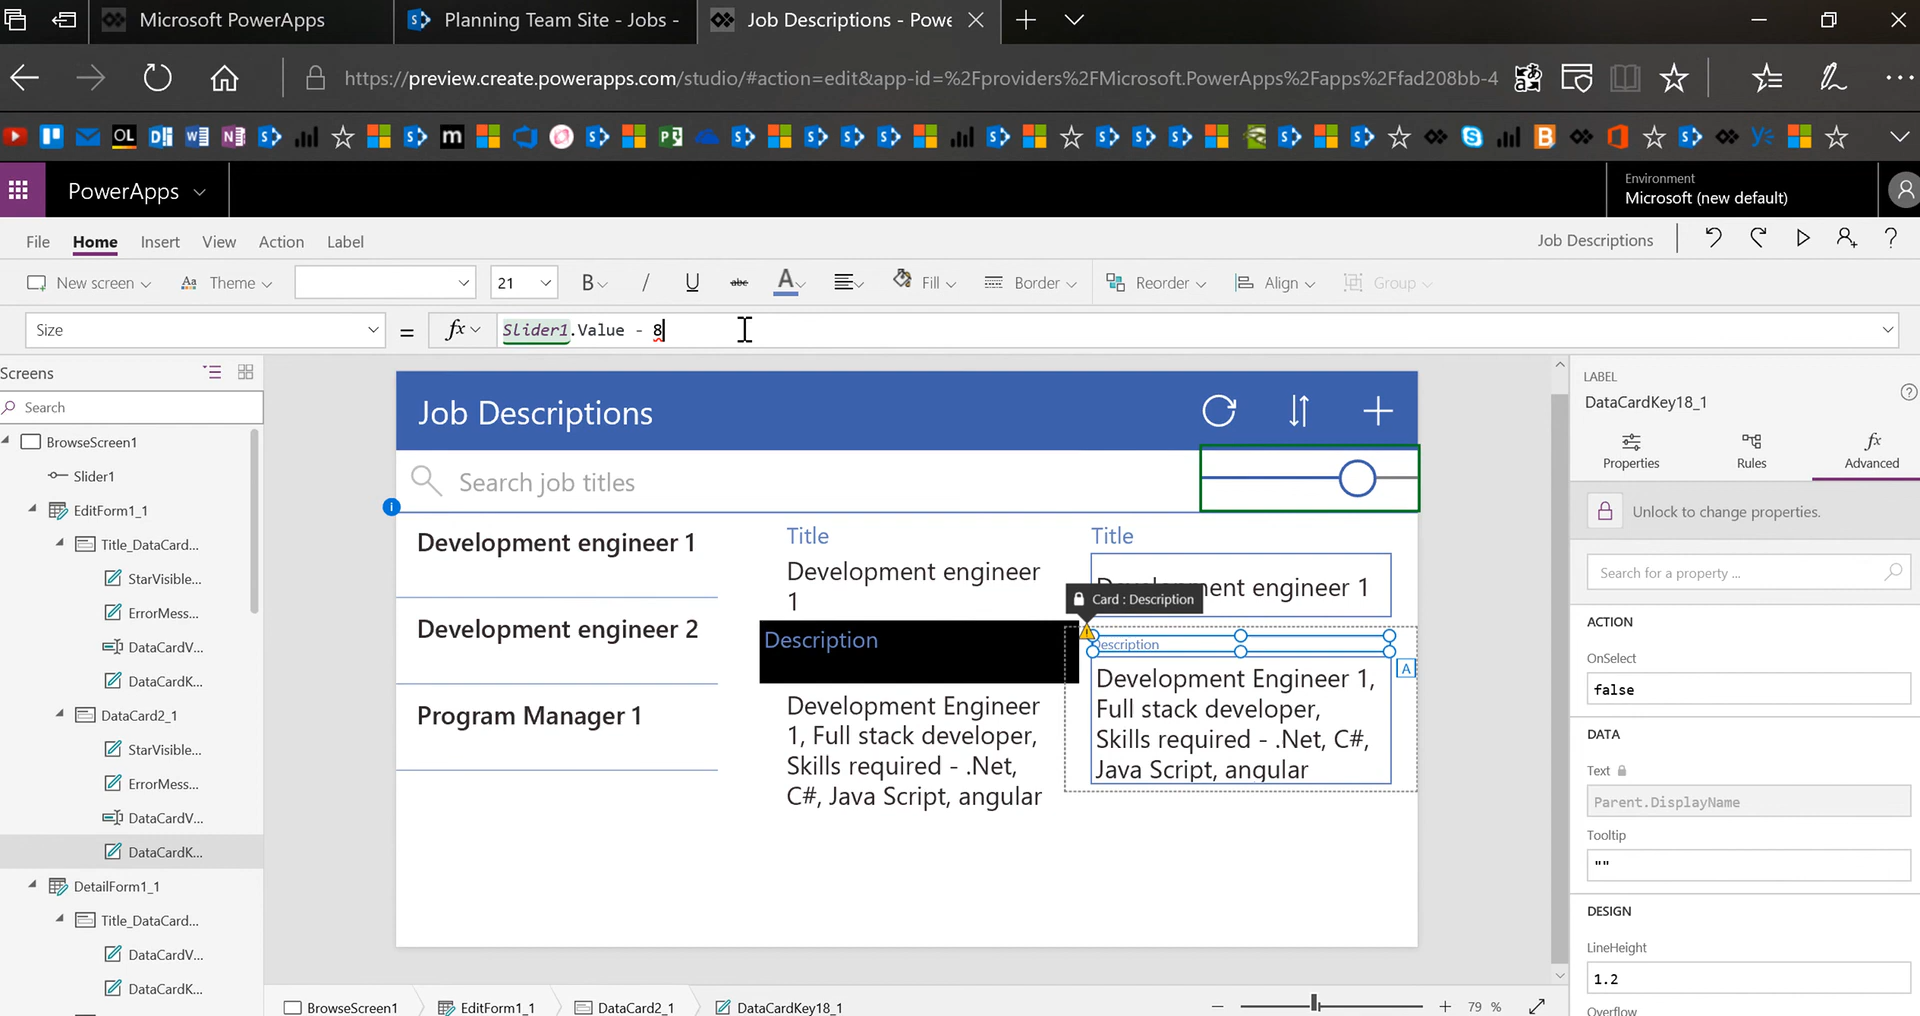 Microsoft PowerApps
Planning Team Site - Jobs -
Job Descriptions - Powe
https://preview.create.powerapps.com/studio/#action=edit&app-id=%2Fproviders%2FMicrosoft.PowerApps%2Fapps%2Ffad208bb-4
PowerApps
Environment
Microsoft (new default)
File
Home
Insert
View
Action
Label
Job Descriptions
New screen
Theme
21
B
/
U
abc
A
Fill
Border
Reorder
Align
Group
Size
=
fx
Slider1.Value - 8
Screens
Search
BrowseScreen1
Slider1
EditForm1_1
Title_DataCard...
StarVisible...
ErrorMess...
DataCardV...
DataCardK...
DataCard2_1
StarVisible...
ErrorMess...
DataCardV...
DataCardK...
DetailForm1_1
Title_DataCard...
DataCardV...
DataCardK...
Job Descriptions
Search job titles
Development engineer 1
Development engineer 2
Program Manager 1
Title
Development engineer
1
Description
Development Engineer
1, Full stack developer,
Skills required - .Net,
C#, Java Script, angular
Title
Development engineer 1
Card : Description
Description
A
Development Engineer 1,
Full stack developer,
Skills required - .Net, C#,
Java Script, angular
LABEL
DataCardKey18_1
Properties
Rules
Advanced
Unlock to change properties.
Search for a property ...
ACTION
OnSelect
false
DATA
Text
Parent.DisplayName
Tooltip
""
DESIGN
LineHeight
1.2
Overflow
BrowseScreen1
EditForm1_1
DataCard2_1
DataCardKey18_1
79 %